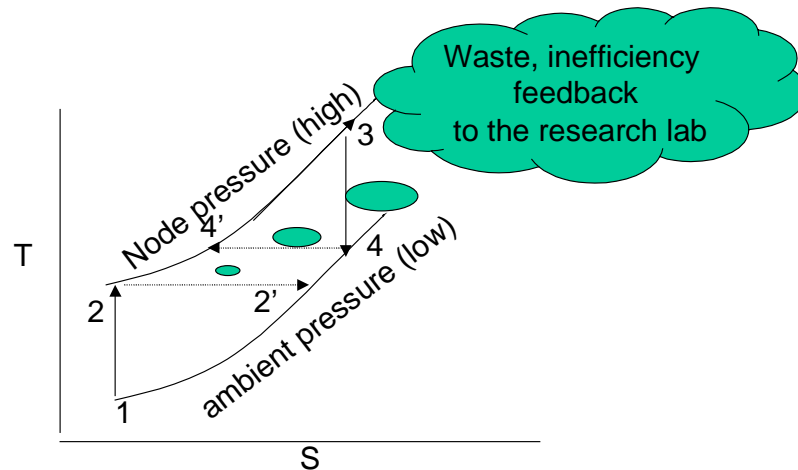 Waste, inefficiency
feedback
to the research lab
Node pressure (high)
3
4’
4
T
2
2’
ambient pressure (low)
1
S